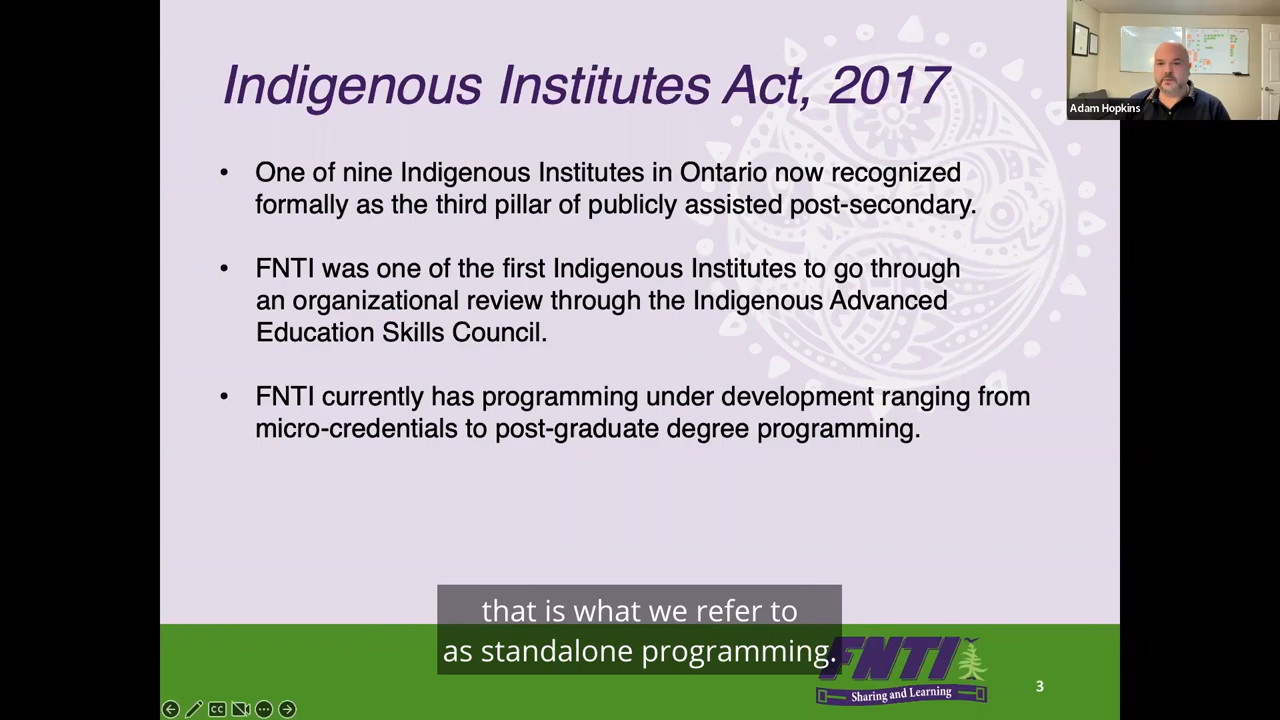 Indigenous Institutes Act, 2017
Adam Hopkins
• One of nine Indigenous Institutes in Ontario now recognized
formally as the third pillar of publicly assisted post-secondary.
• FNTI was one of the first Indigenous Institutes to go through
an organizational review through the Indigenous Advanced
Education Skills Council.
• FNTI currently has programming under development ranging from
micro-credentials to post-graduate degree programming.
that is what we refer to
as standalone programming.
FNTI
Sharing and Learning
3
CC